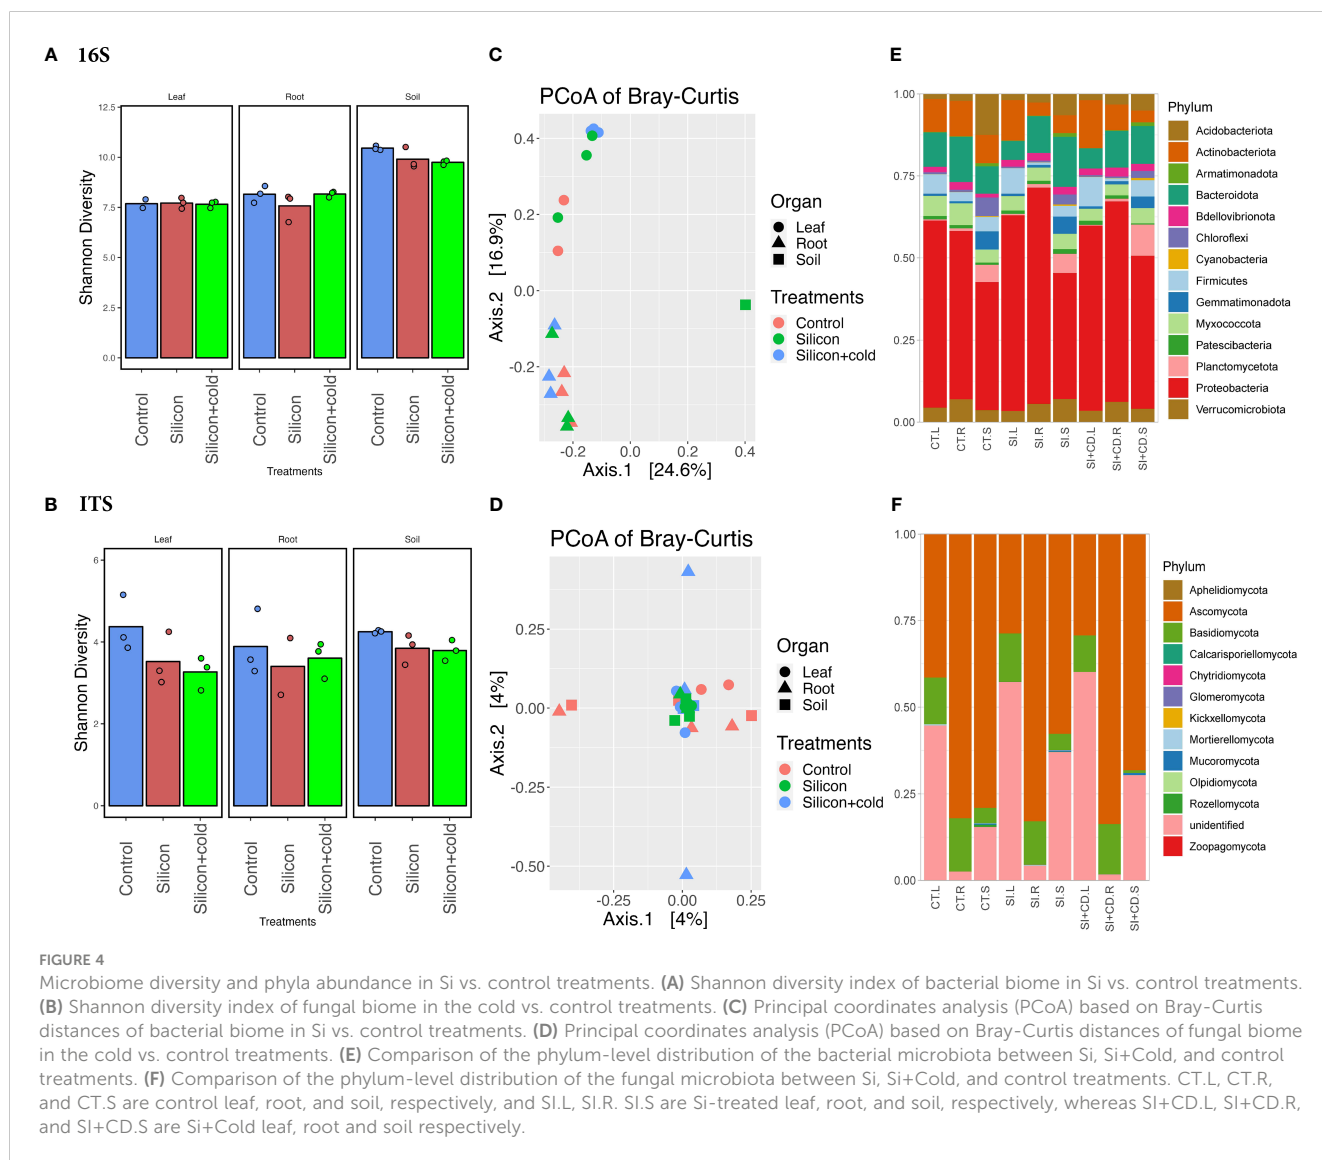 A 16S
Leaf
Root
Soil
12.5
10.0
7.5
5.0
2.5
0.0
Shannon Diversity
Control
Silicon
Silicon+cold
Control
Silicon
Silicon+cold
Control
Silicon
Silicon+cold
Treatments
C
PCoA of Bray-Curtis
0.4
0.2
0.0
-0.2
Axis.2 [16.9%]
-0.2
0.0
0.2
0.4
Axis.1 [24.6%]
Organ
Leaf
Root
Soil
Treatments
Control
Silicon
Silicon+cold
E
1.00
0.75
0.50
0.25
0.00
CT.L
CT.R
CT.S
SI.L
SI.R
SI.S
SI+CD.L
SI+CD.R
SI+CD.S
Phylum
Acidobacteriota
Actinobacteriota
Armatimonadota
Bacteroidota
Bdellovibrionota
Chloroflexi
Cyanobacteria
Firmicutes
Gemmatimonadota
Myxococcota
Patescibacteria
Planctomycetota
Proteobacteria
Verrucomicrobiota
B ITS
Leaf
Root
Soil
6
4
2
0
Shannon Diversity
Control
Silicon
Silicon+cold
Control
Silicon
Silicon+cold
Control
Silicon
Silicon+cold
Treatments
D
PCoA of Bray-Curtis
0.25
0.00
-0.25
-0.50
Axis.2 [4%]
-0.25
0.00
0.25
Axis.1 [4%]
Organ
Leaf
Root
Soil
Treatments
Control
Silicon
Silicon+cold
F
1.00
0.75
0.50
0.25
0.00
CT.L
CT.R
CT.S
SI.L
SI.R
SI.S
SI+CD.L
SI+CD.R
SI+CD.S
Phylum
Aphelidiomycota
Ascomycota
Basidiomycota
Calcarisporiellomycota
Chytridiomycota
Glomeromycota
Kickxellomycota
Mortierellomycota
Mucoromycota
Olpidiomycota
Rozellomycota
unidentified
Zoopagomycota
FIGURE 4
Microbiome diversity and phyla abundance in Si vs. control treatments. (A) Shannon diversity index of bacterial biome in Si vs. control treatments.
(B) Shannon diversity index of fungal biome in the cold vs. control treatments. (C) Principal coordinates analysis (PCoA) based on Bray-Curtis
distances of bacterial biome in Si vs. control treatments. (D) Principal coordinates analysis (PCoA) based on Bray-Curtis distances of fungal biome
in the cold vs. control treatments. (E) Comparison of the phylum-level distribution of the bacterial microbiota between Si, Si+Cold, and control
treatments. (F) Comparison of the phylum-level distribution of the fungal microbiota between Si, Si+Cold, and control treatments. CT.L, CT.R,
and CT.S are control leaf, root, and soil, respectively, and SI.L, SI.R. SI.S are Si-treated leaf, root, and soil, respectively, whereas SI+CD.L, SI+CD.R,
and SI+CD.S are Si+Cold leaf, root and soil respectively.